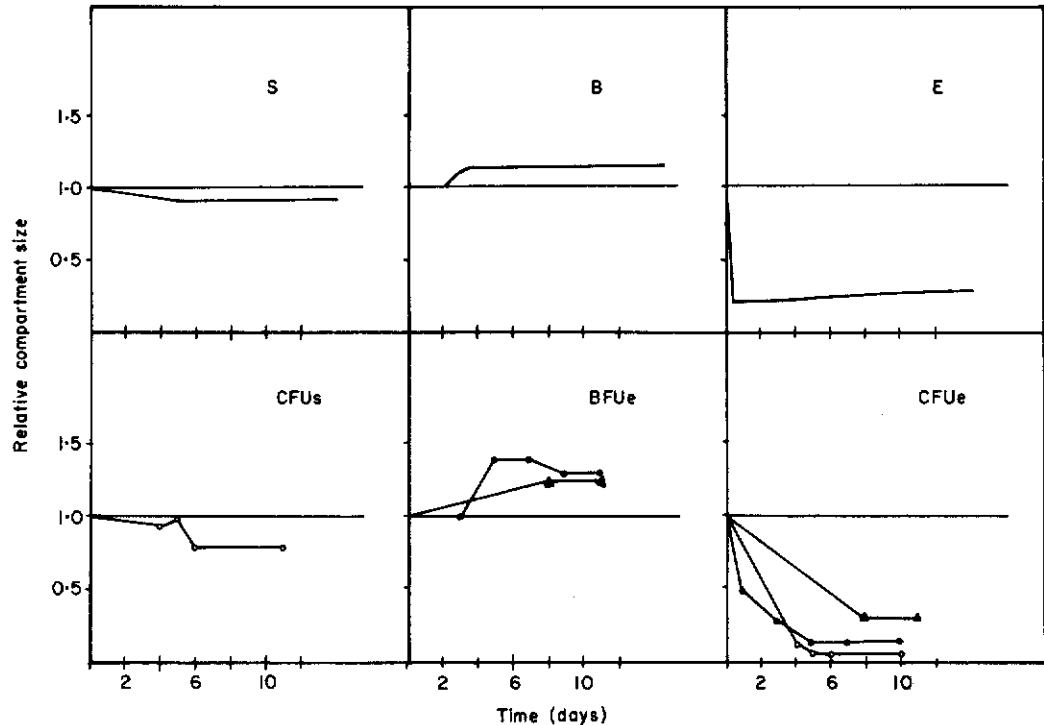 S B E
1·5
1·0
0·5
Relative compartment size
CFUs BFUe CFUe
1·5
1·0
0·5
2 6 10 2 6 10 2 6 10
Time (days)